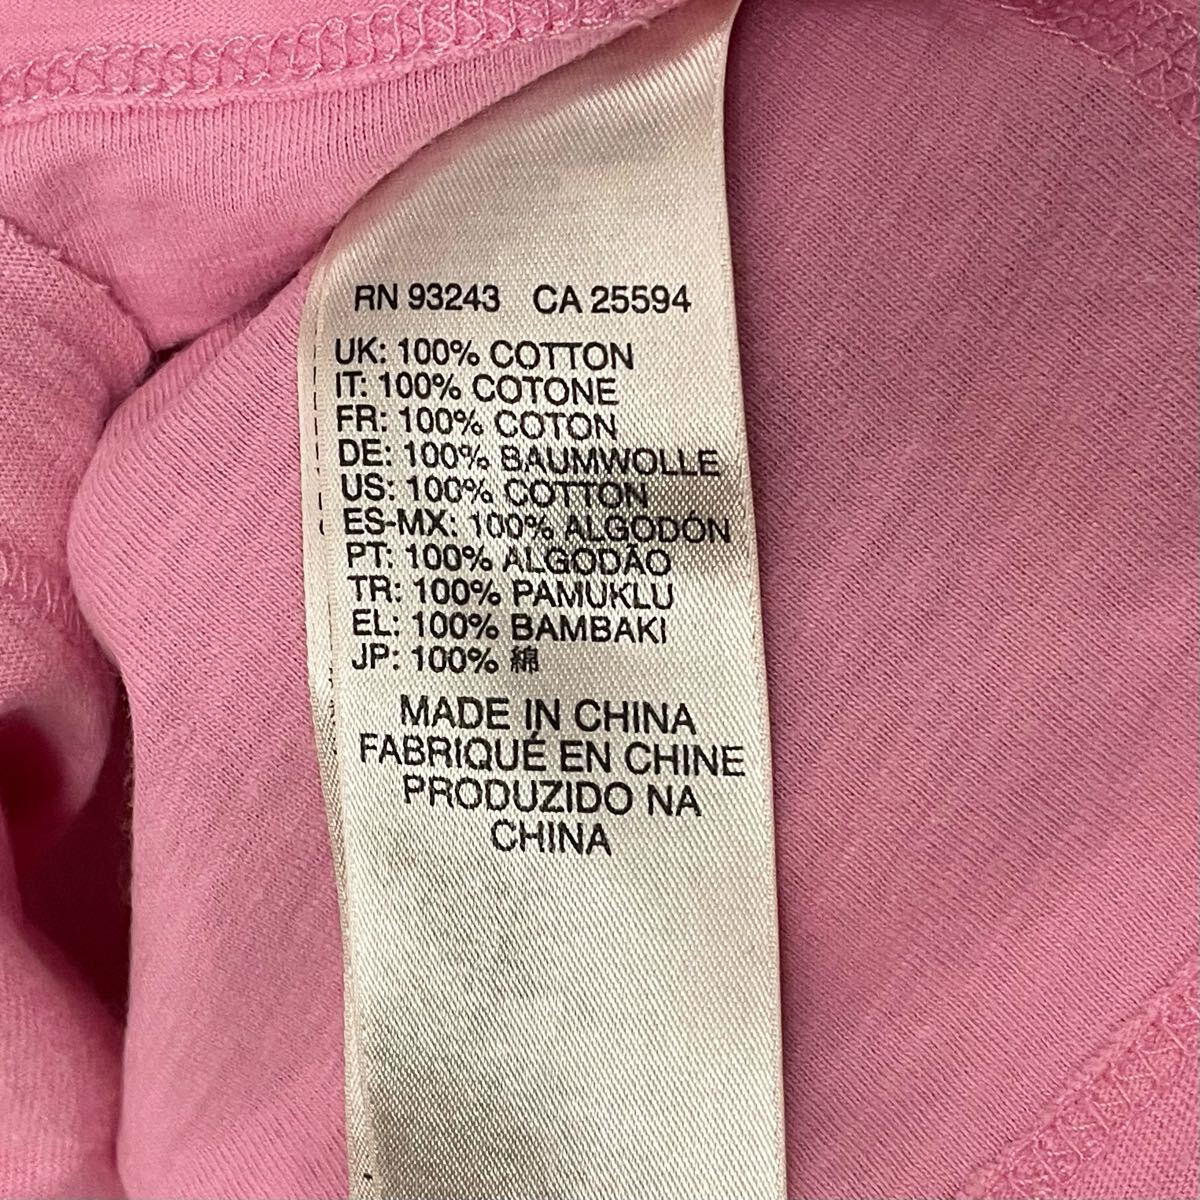 RN 93243 CA 25594
UK: 100% COTTON
IT: 100% COTONE
FR: 100% COTON
DE: 100% BAUMWOLLE
US: 100% COTTON
ES-MX: 100% ALGODÓN
PT: 100% ALGODÃO
TR: 100% PAMUKLU
EL: 100% BAMBAKI
JP: 100% 綿
MADE IN CHINA
FABRIQUÉ EN CHINE
PRODUZIDO NA
CHINA